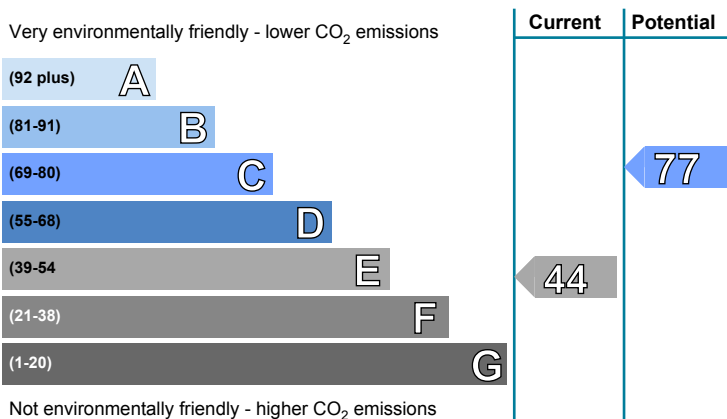 Current Potential
Very environmentally friendly - lower CO2 emissions
(92 plus) A
(81-91) B
(69-80) C
77
(55-68) D
(39-54 E
44
(21-38) F
(1-20) G
Not environmentally friendly - higher CO2 emissions